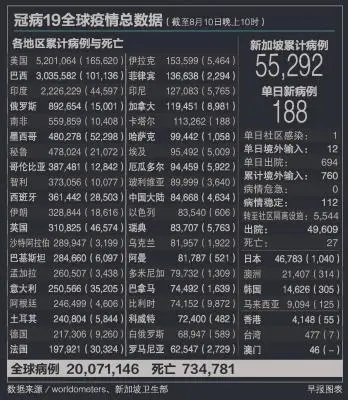 冠病19全球疫情总数据 (截至8月10日晚上10时)
各地区累计病例与死亡
美国 5,201,064 (165,620)
巴西 3,035,582 (101,136)
印度 2,226,229 (44,597)
俄罗斯 892,654 (15,001)
南非 559,859 (10,408)
墨西哥 480,278 (52,298)
秘鲁 478,024 (21,072)
哥伦比亚 387,481 (12,842)
智利 373,056 (10,077)
西班牙 361,442 (28,503)
伊朗 328,844 (18,616)
英国 310,825 (46,574)
沙特阿拉伯 289,947 (3,199)
巴基斯坦 284,660 (6,097)
孟加拉 260,507 (3,438)
意大利 250,566 (35,205)
阿根廷 246,499 (4,606)
土耳其 240,804 (5,844)
德国 217,306 (9,260)
法国 197,921 (30,324)
伊拉克 153,599 (5,464)
菲律宾 136,638 (2,294)
印尼 127,083 (5,765)
加拿大 119,451 (8,981)
卡塔尔 113,262 (188)
哈萨克 99,442 (1,058)
埃及 95,492 (5,009)
厄瓜多尔 94,459 (5,922)
玻利维亚 89,999 (3,640)
中国大陆 84,668 (4,634)
以色列 83,540 (606)
瑞典 83,707 (5,763)
乌克兰 81,957 (1,922)
阿曼 81,787 (521)
多米尼加 79,732 (1,309)
巴拿马 74,492 (1,639)
比利时 74,152 (9,872)
科威特 72,400 (482)
白俄罗斯 68,947 (589)
罗马尼亚 62,547 (2,729)
新加坡累计病例
55,292
单日新病例
188
单日社区感染: 1
单日境外输入: 12
单日出院: 694
累计境外输入: 760
病情危急: 0
病情稳定: 112
转至社区隔离设施: 5,544
出院: 49,609
死亡: 27
日本 46,783 (1,040)
澳洲 21,407 (314)
韩国 14,626 (305)
马来西亚 9,094 (125)
香港 4,148 (55)
台湾 477 (7)
澳门 46 (-)
全球病例 20,071,146 死亡 734,781
数据来源 / worldometers、新加坡卫生部
早报图表